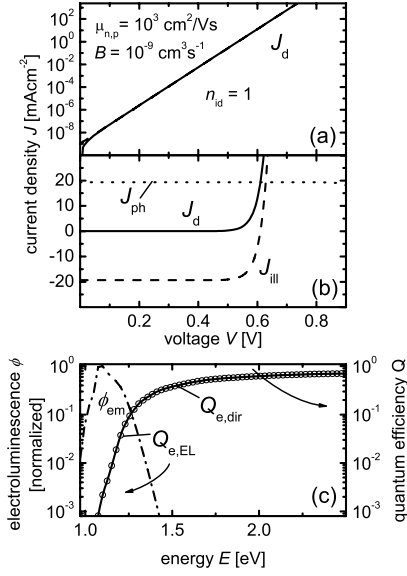 10²
10⁰
10⁻²
10⁻⁴
10⁻⁶
10⁻⁸
μn,p = 10³ cm²/Vs
B = 10⁻⁹ cm³s⁻¹
Jd
nid = 1
(a)
current density J [mAcm⁻²]
20
10
0
-10
-20
Jph
Jd
Jill
(b)
0.2 0.4 0.6 0.8
voltage V [V]
10⁰
10⁻¹
10⁻²
10⁻³
electroluminescence ϕ
[normalized]
ϕem
Qe,dir
Qe,EL
(c)
10⁰
10⁻¹
10⁻²
10⁻³
quantum efficiency Q
1.0 1.5 2.0
energy E [eV]